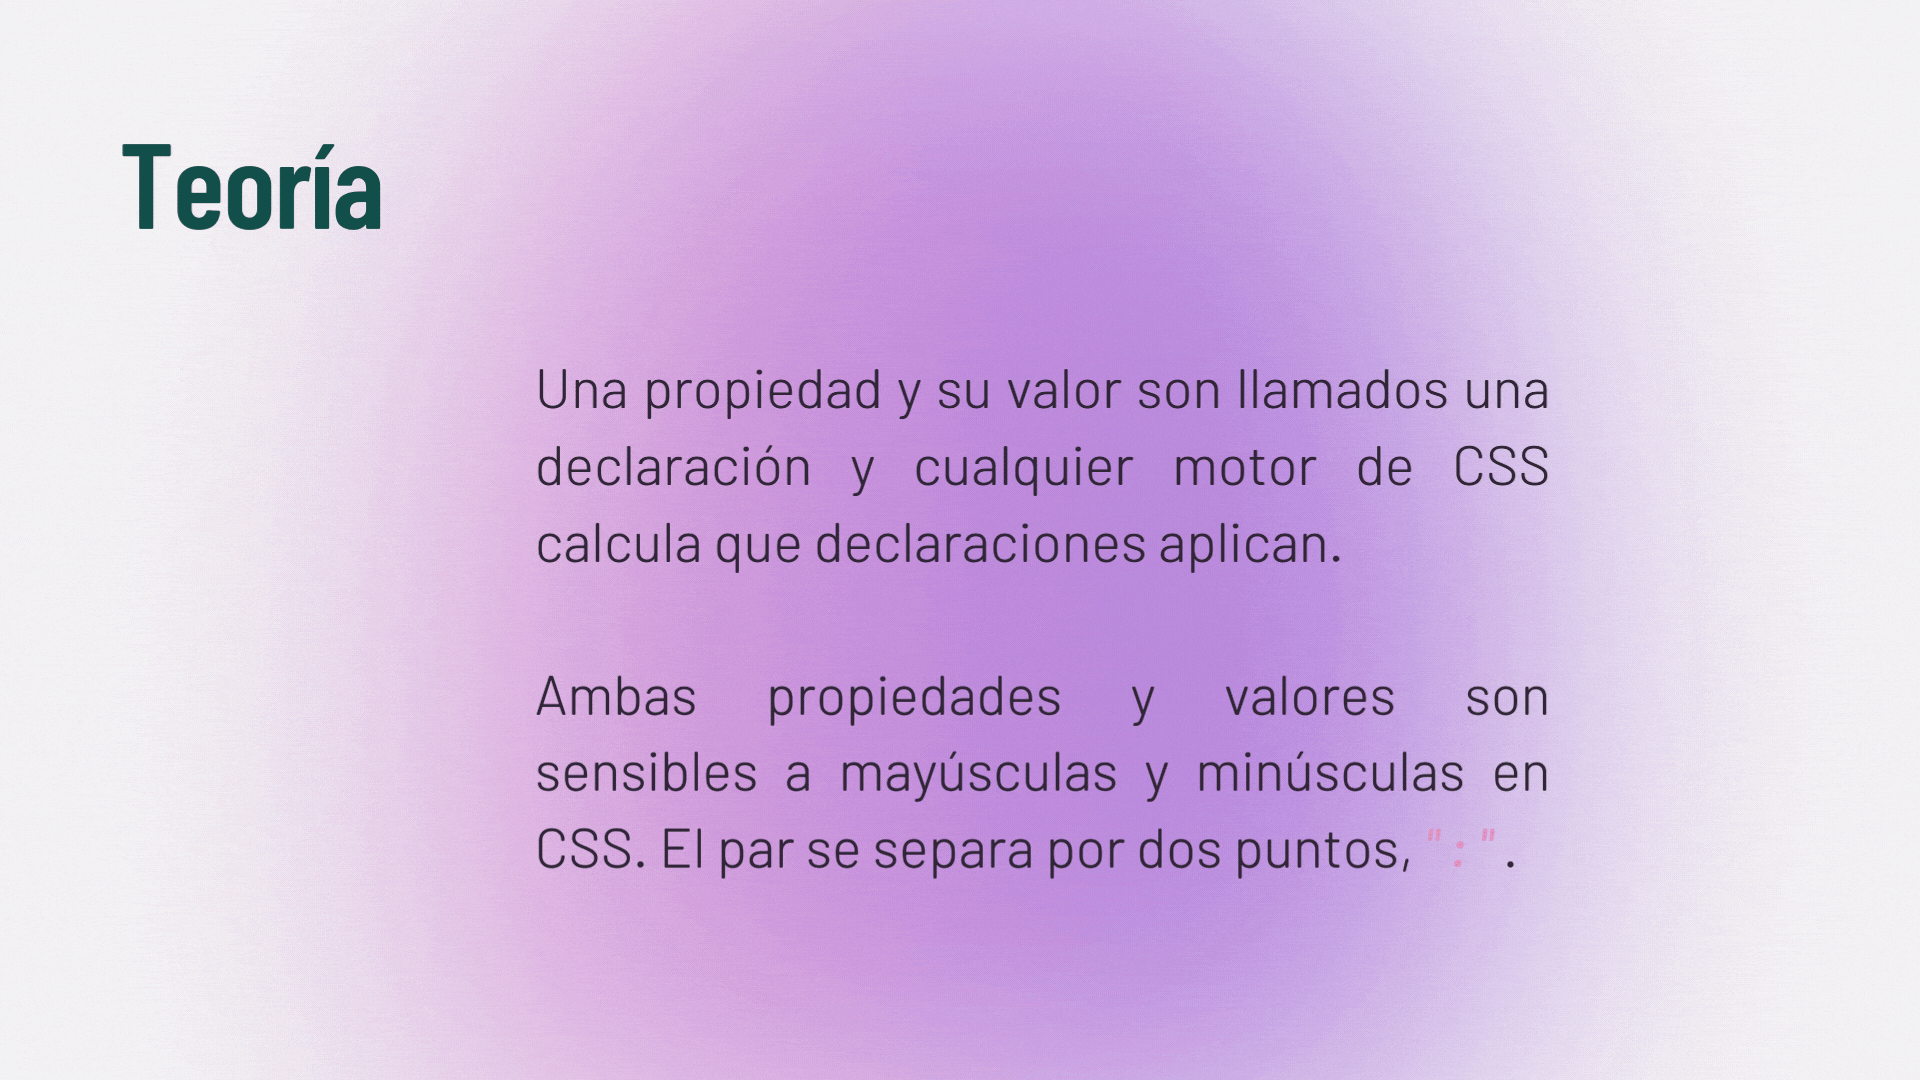 Teoría
Una propiedad y su valor son llamados una
declaración y cualquier motor de CSS
calcula que declaraciones aplican.
Ambas propiedades y valores son
sensibles a mayúsculas y minúsculas en
CSS. El par se separa por dos puntos, ":".